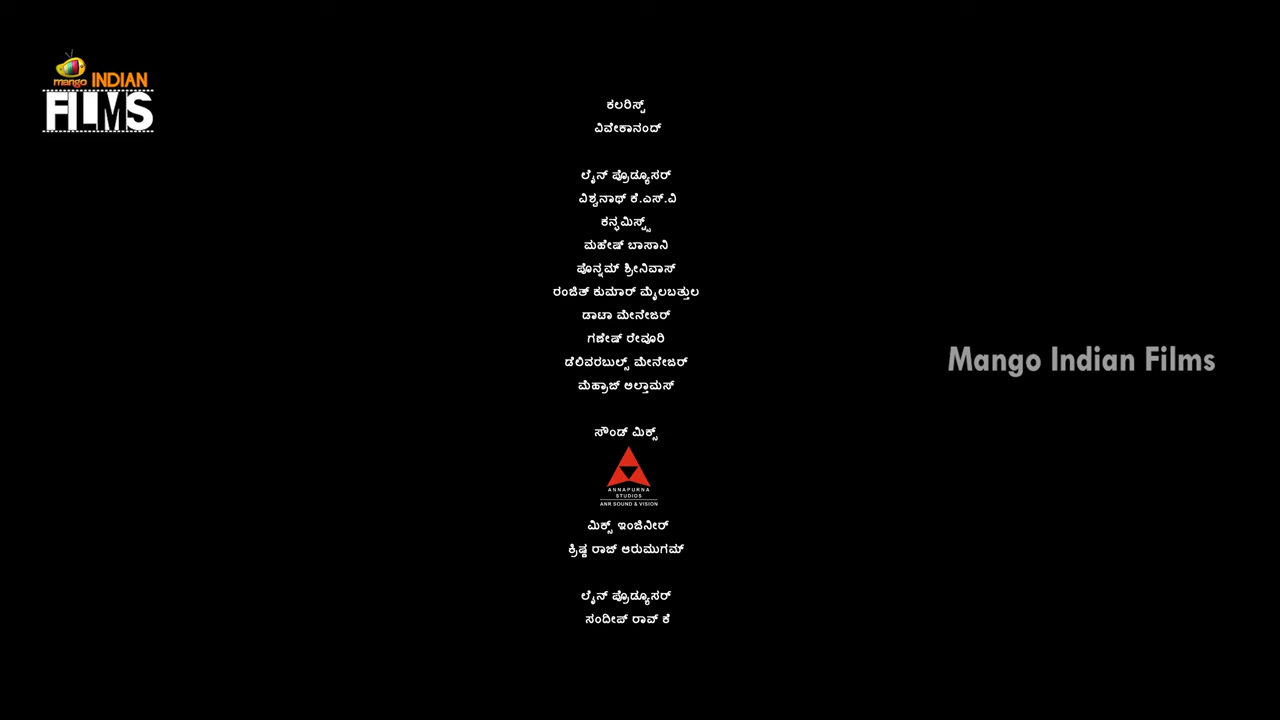 mango INDIAN
FILMS
ಕಲರಿಸ್ಟ್
ವಿವೇಕಾನಂದ್
ಲೈನ್ ಪ್ರೊಡ್ಯೂಸರ್
ವಿಶ್ವನಾಥ್ ಕೆ.ಎಸ್.ವಿ
ಕನ್ಫಮಿಸ್ಟ್ಸ್
ಮಹೇಷ್ ಬಾಸಾನಿ
ಪೊನ್ನಮ್ ಶ್ರೀನಿವಾಸ್
ರಂಜಿತ್ ಕುಮಾರ್ ಮೈಲಬತ್ತುಲ
ಡಾಟಾ ಮೇನೇಜರ್
ಗಣೇಷ್ ರೇವೂರಿ
ಡೆಲಿವರಬುಲ್ಸ್ ಮೇನೇಜರ್
ಮೆಹ್ರಾಜ್ ಅಲ್ತಾಮಸ್
Mango Indian Films
ಸೌಂಡ್ ಮಿಕ್ಸ್
ANNAPURNA
STUDIOS
ANR SOUND & VISION
ಮಿಕ್ಸ್ ಇಂಜಿನೀರ್
ಕ್ರಿಷ್ಣ ರಾಜ್ ಆರುಮುಗಮ್
ಲೈನ್ ಪ್ರೊಡ್ಯೂಸರ್
ಸಂದೀಪ್ ರಾವ್ ಕೆ